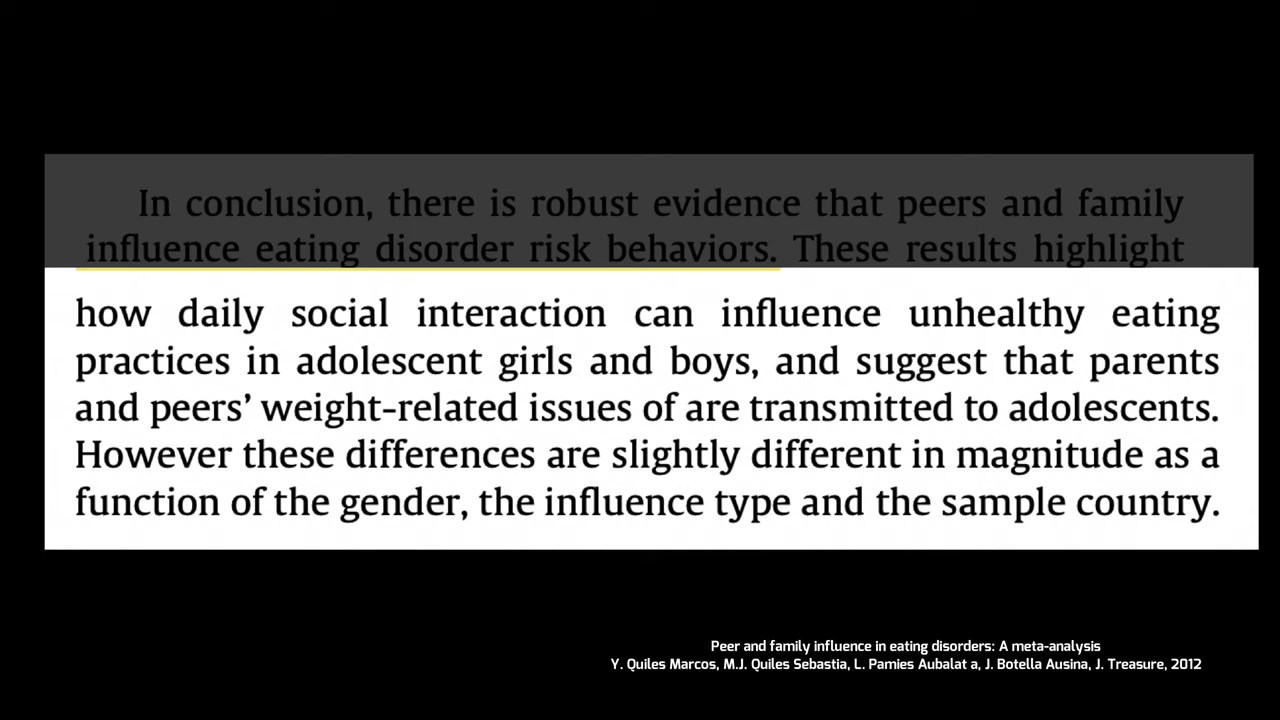 In conclusion, there is robust evidence that peers and family
influence eating disorder risk behaviors. These results highlight
how daily social interaction can influence unhealthy eating
practices in adolescent girls and boys, and suggest that parents
and peers’ weight-related issues of are transmitted to adolescents.
However these differences are slightly different in magnitude as a
function of the gender, the influence type and the sample country.
Peer and family influence in eating disorders: A meta-analysis
Y. Quiles Marcos, M.J. Quiles Sebastia, L. Pamies Aubalat a, J. Botella Ausina, J. Treasure, 2012